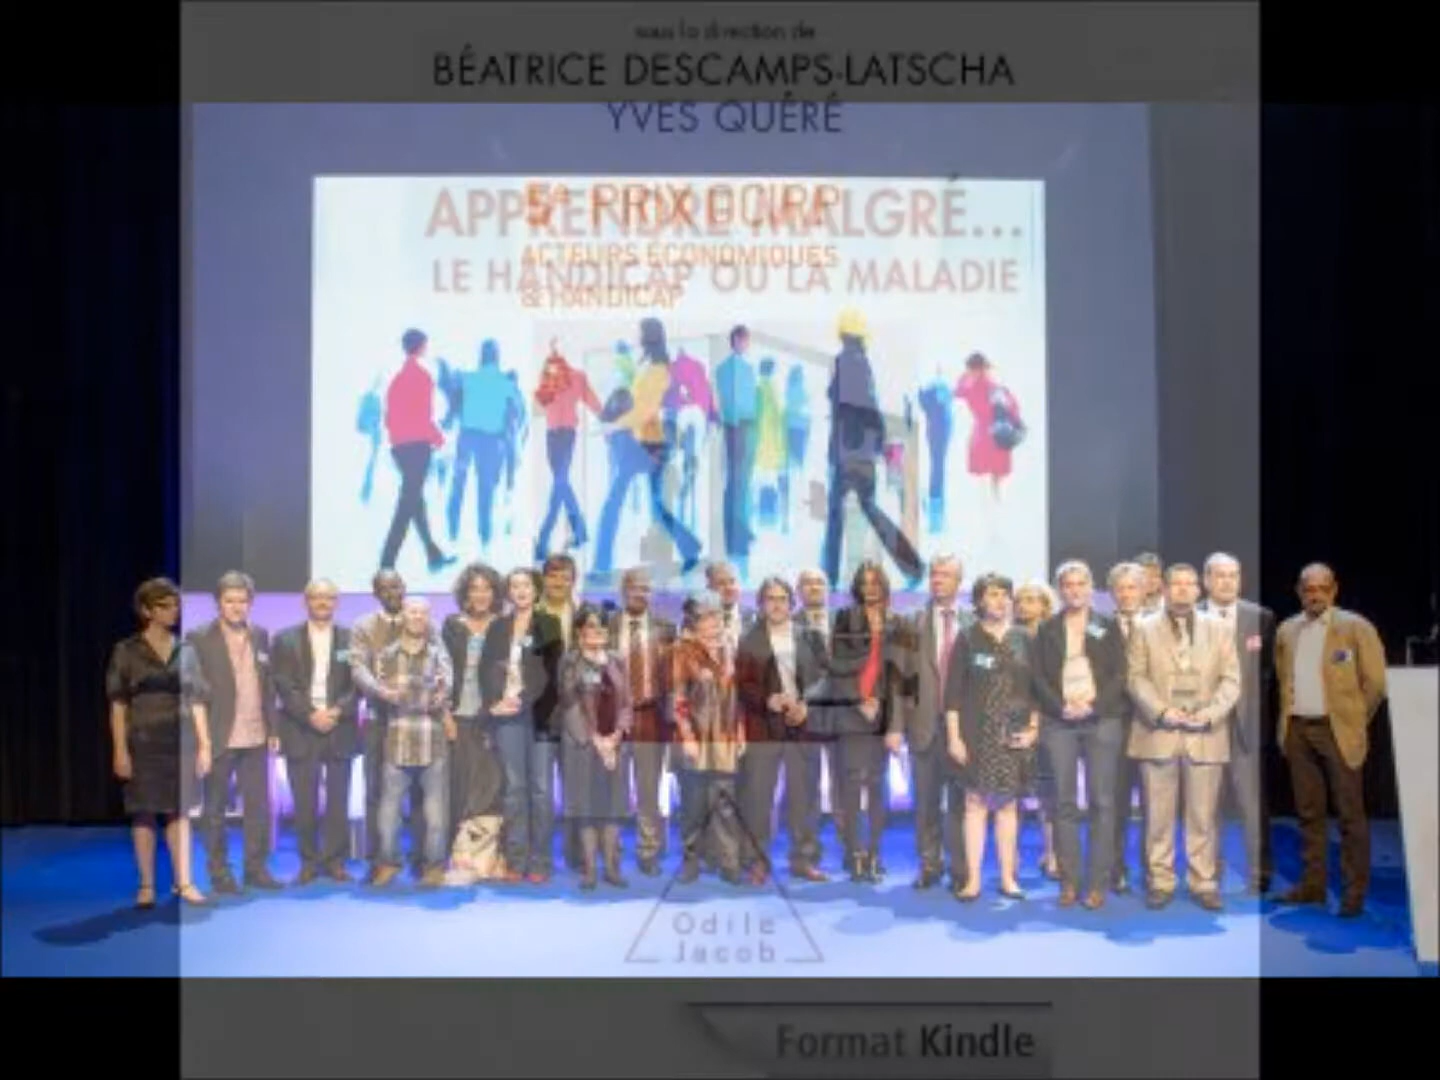 sous la direction de
BÉATRICE DESCAMPS-LATSCHA
YVES QUÉRÉ
APPRENDRE MALGRÉ...
LE HANDICAP OU LA MALADIE
5e PRIX OCIRP
ACTEURS ÉCONOMIQUES
& HANDICAP
Odile
Jacob
Format Kindle